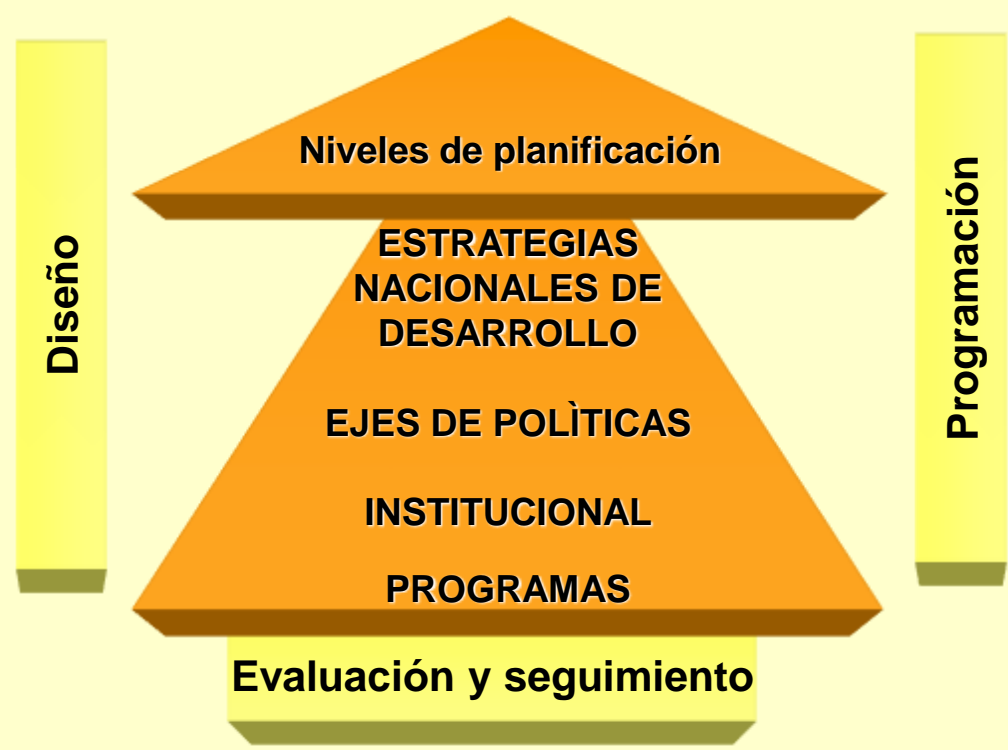 Niveles de planificación
ESTRATEGIAS
NACIONALES DE
DESARROLLO
EJES DE POLÌTICAS
INSTITUCIONAL
PROGRAMAS
Diseño
Programación
Evaluación y seguimiento